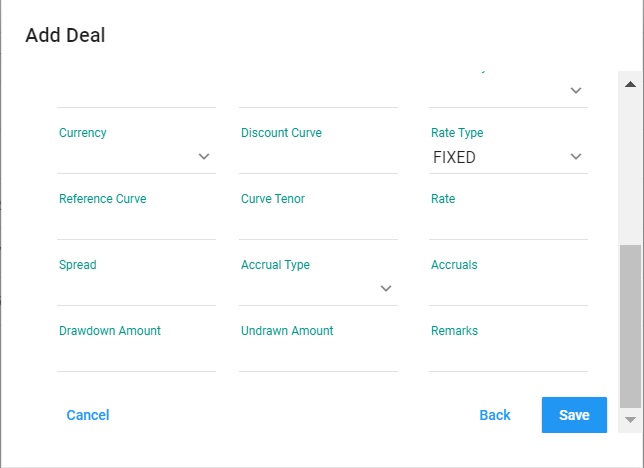 Add Deal
Currency Discount Curve Rate Type
FIXED
Reference Curve Curve Tenor Rate
Spread Accrual Type Accruals
Drawdown Amount Undrawn Amount Remarks
Cancel Back Save